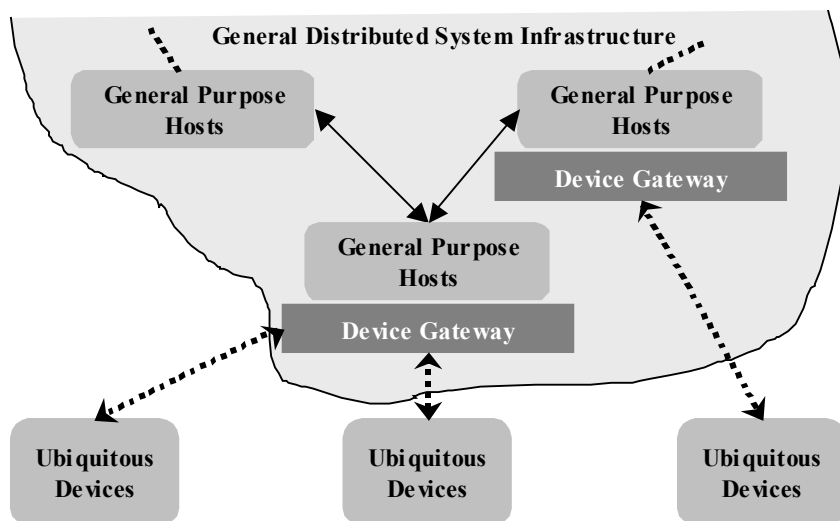 General Distributed System Infrastructure
General Purpose
Hosts
General Purpose
Hosts
Device Gateway
General Purpose
Hosts
Device Gateway
Ubiquitous
Devices
Ubiquitous
Devices
Ubiquitous
Devices